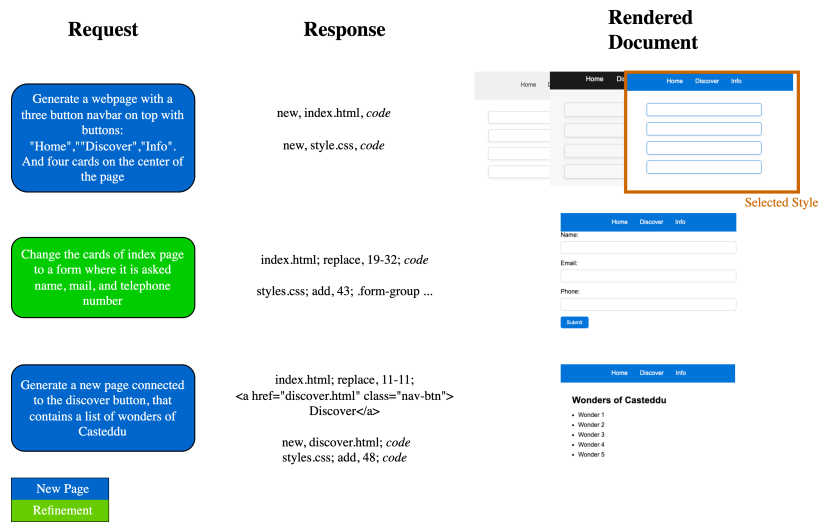 Request
Response
Rendered
Document
Generate a webpage with a
three button navbar on top with
buttons:
"Home",""Discover","Info".
And four cards on the center of
the page
new, index.html, code
new, style.css, code
Home
Home
Home Discover Info
Selected Style
Change the cards of index page
to a form where it is asked
name, mail, and telephone
number
index.html; replace, 19-32; code
styles.css; add, 43; .form-group ...
Home Discover Info
Name:
Email:
Phone:
Submit
Generate a new page connected
to the discover button, that
contains a list of wonders of
Casteddu
index.html; replace, 11-11;
<a href="discover.html" class="nav-btn">
Discover</a>
new, discover.html; code
styles.css; add, 48; code
Home Discover Info
Wonders of Casteddu
• Wonder 1
• Wonder 2
• Wonder 3
• Wonder 4
• Wonder 5
New Page
Refinement